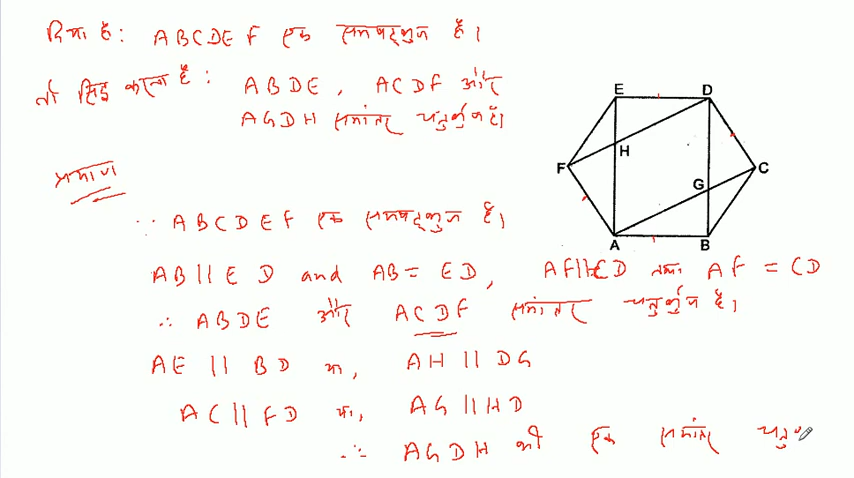 दिया है: ABCDEF एक समषट्भुज है।
तो सिद्ध करना है: ABDE, ACDF और
AGDH समांतर चतुर्भुज है।
प्रमाण
∵ ABCDEF एक समषट्भुज है।
AB || ED and AB = ED, AF || CD तथा AF = CD
∴ ABDE और ACDF समांतर चतुर्भुज है।
AE || BD या, AH || DG
AC || FD या, AG || HD
∴ AGDH भी एक समांतर
E D
H
F C
G
A B